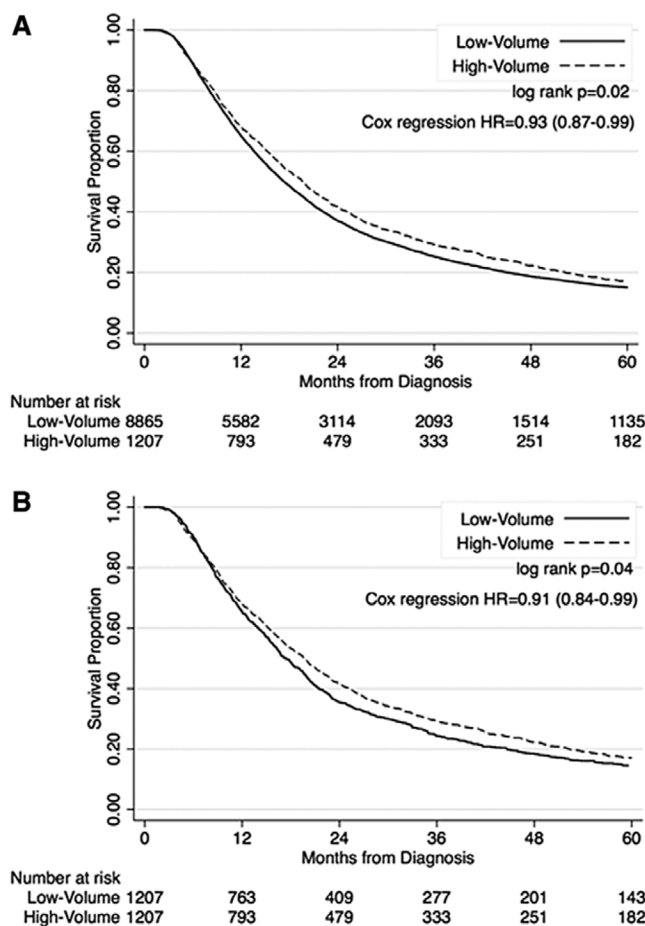 A
Survival Proportion
1.00
0.80
0.60
0.40
0.20
0.00
Low-Volume
High-Volume
log rank p=0.02
Cox regression HR=0.93 (0.87-0.99)
0 12 24 36 48 60
Months from Diagnosis
Number at risk
Low-Volume 8865 5582 3114 2093 1514 1135
High-Volume 1207 793 479 333 251 182
B
Survival Proportion
1.00
0.80
0.60
0.40
0.20
0.00
Low-Volume
High-Volume
log rank p=0.04
Cox regression HR=0.91 (0.84-0.99)
0 12 24 36 48 60
Months from Diagnosis
Number at risk
Low-Volume 1207 763 409 277 201 143
High-Volume 1207 793 479 333 251 182